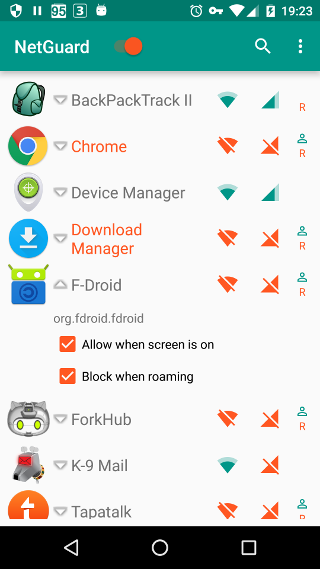 95 3 19:23
NetGuard
BackPackTrack II
R
Chrome
R
Device Manager
Download
Manager
R
F-Droid
R
org.fdroid.fdroid
Allow when screen is on
Block when roaming
ForkHub
R
K-9 Mail
Tapatalk
R